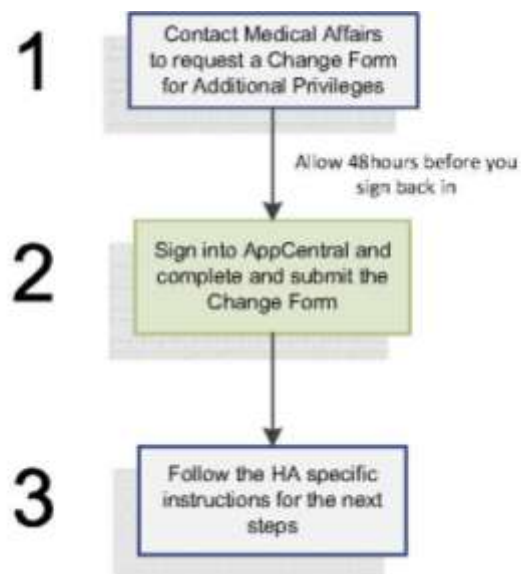 1
Contact Medical Affairs
to request a Change Form
for Additional Privileges
Allow 48hours before you
sign back in
2
Sign into AppCentral and
complete and submit the
Change Form
3
Follow the HA specific
instructions for the next
steps